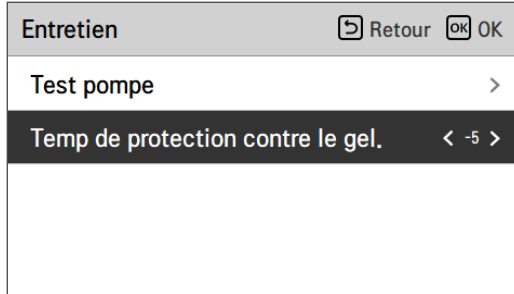 Entretien Retour OK OK
Test pompe >
Temp de protection contre le gel. < -5 >